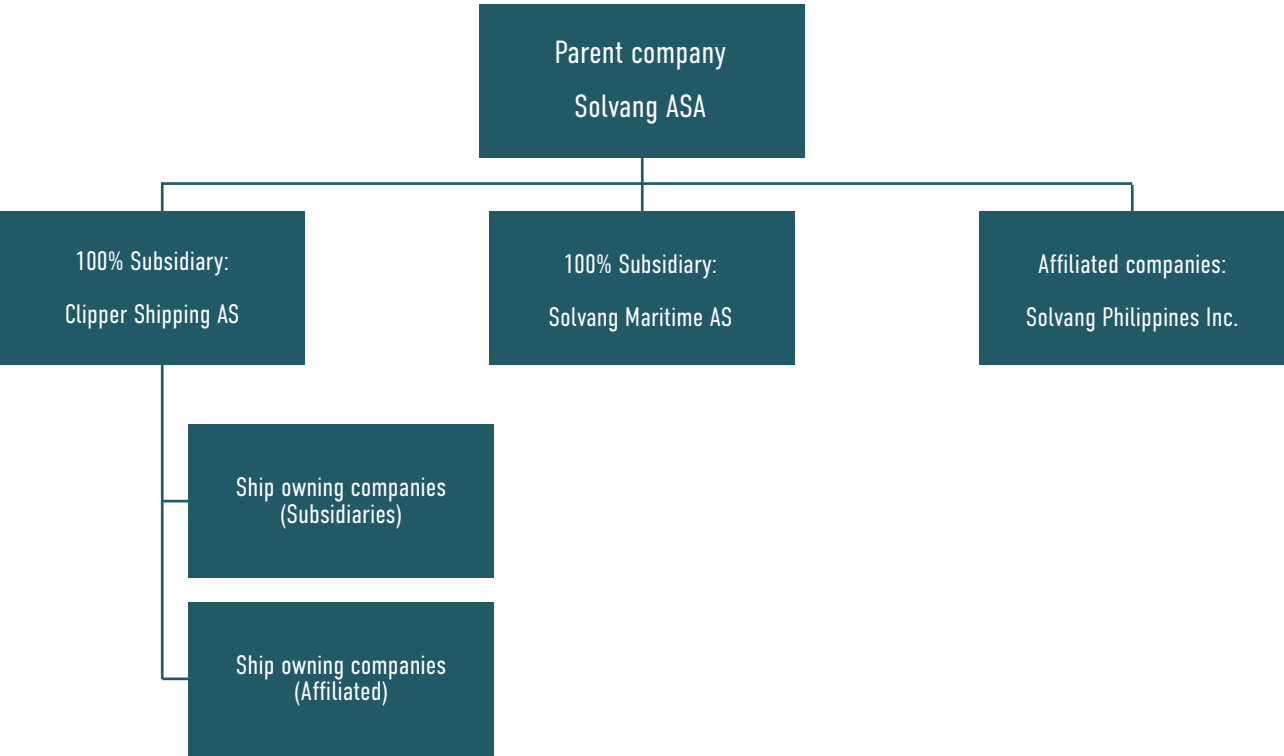 Parent company
Solvang ASA
100% Subsidiary:
Clipper Shipping AS
100% Subsidiary:
Solvang Maritime AS
Affiliated companies:
Solvang Philippines Inc.
Ship owning companies
(Subsidiaries)
Ship owning companies
(Affiliated)